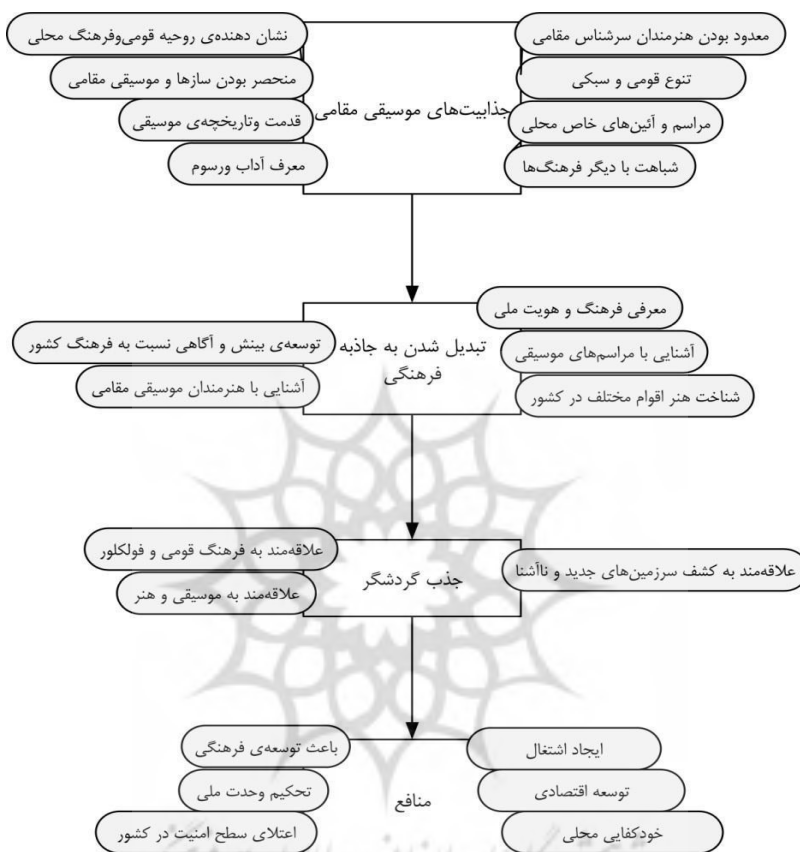 معدود بودن هنرمندان سرشناس مقامی
نشان دهنده‌ی روحیه قومی‌وفرهنگ محلی
تنوع قومی و سبکی
منحصر بودن سازها و موسیقی مقامی
جذابیت‌های موسیقی مقامی
مراسم و آئین‌های خاص محلی
قدمت وتاریخچه‌ی موسیقی
شباهت با دیگر فرهنگ‌ها
معرف آداب ورسوم
معرفی فرهنگ و هویت ملی
تبدیل شدن به جاذبه
فرهنگی
توسعه‌ی بینش و آگاهی نسبت به فرهنگ کشور
آشنایی با مراسم‌های موسیقی
آشنایی با هنرمندان موسیقی مقامی
شناخت هنر اقوام مختلف در کشور
علاقه‌مند به فرهنگ قومی و فولکلور
علاقه‌مند به کشف سرزمین‌های جدید و ناآشنا
جذب گردشگر
علاقه‌مند به موسیقی و هنر
ایجاد اشتغال
باعث توسعه‌ی فرهنگی
توسعه اقتصادی
منافع
تحکیم وحدت ملی
خودکفایی محلی
اعتلای سطح امنیت در کشور